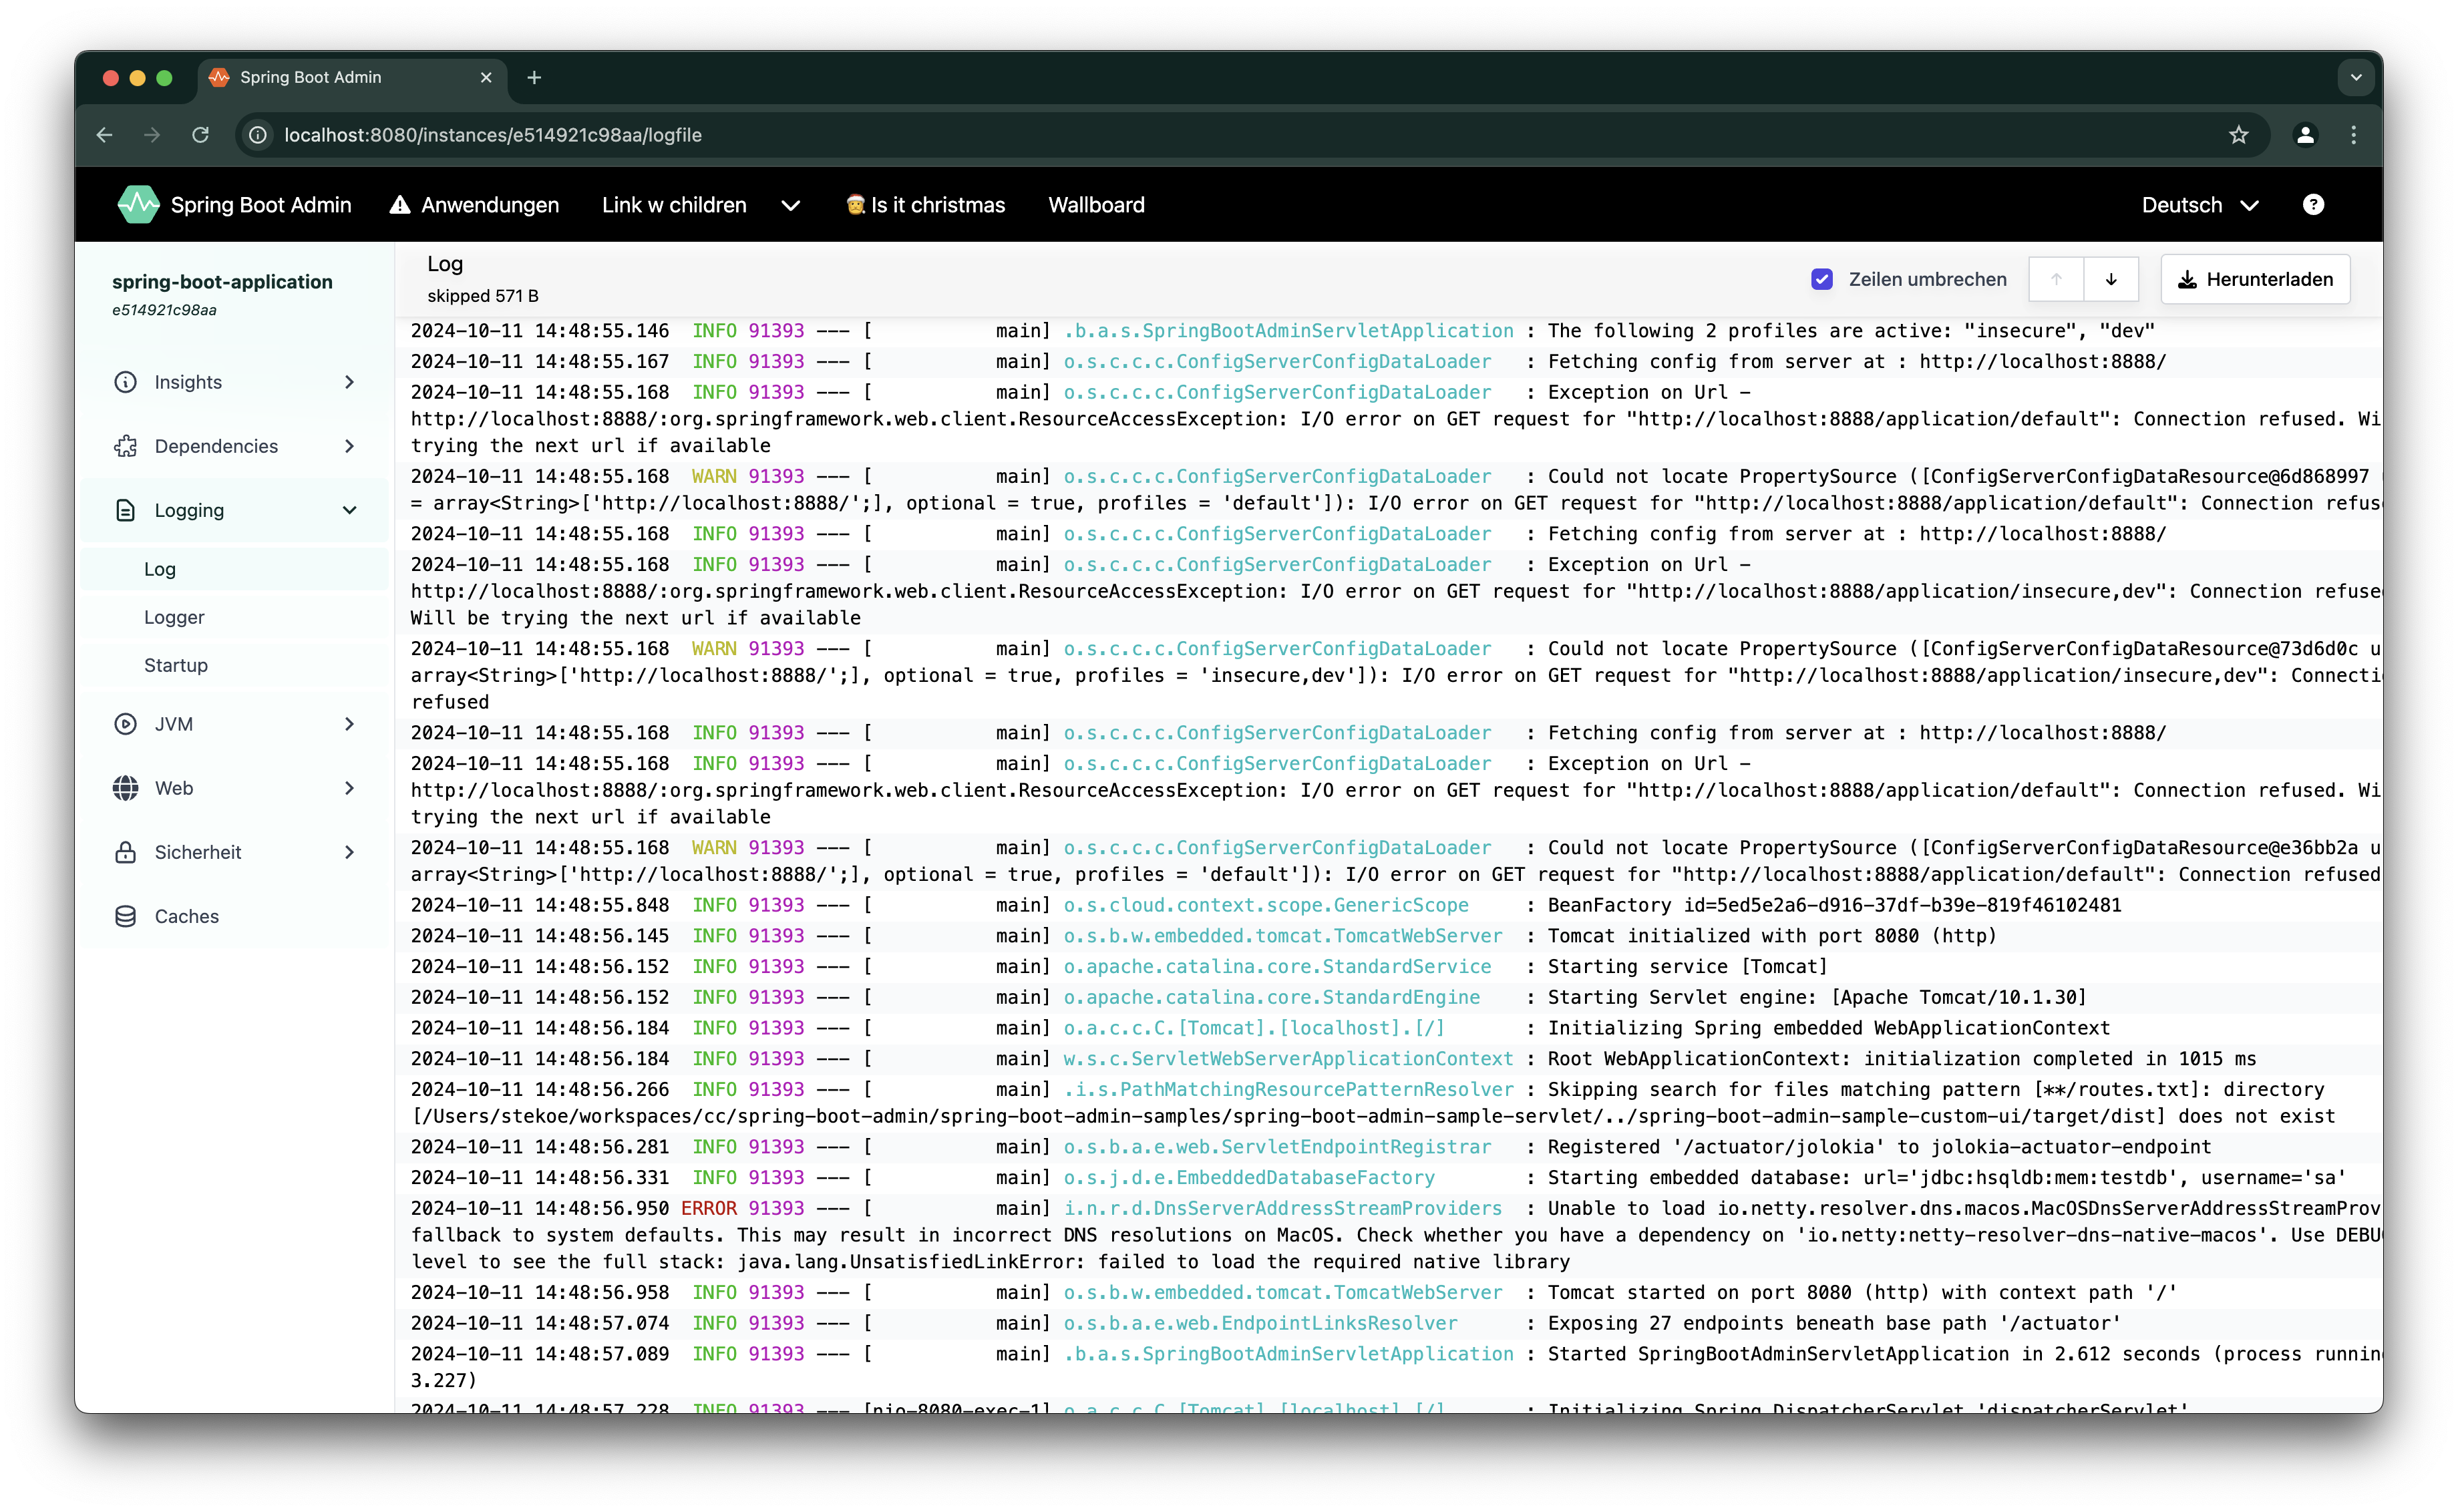 Spring Boot Admin
localhost:8080/instances/e514921c98aa/logfile
Spring Boot Admin Anwendungen Link w children Is it christmas Wallboard Deutsch
spring-boot-application
e514921c98aa
Insights
Dependencies
Logging
Log
Logger
Startup
JVM
Web
Sicherheit
Caches
Log
skipped 571 B
Zeilen umbrechen
Herunterladen
2024-10-11 14:48:55.146  INFO 91393 --- [           main] .b.a.s.SpringBootAdminServletApplication : The following 2 profiles are active: "insecure", "dev"
2024-10-11 14:48:55.167  INFO 91393 --- [           main] o.s.c.c.c.ConfigServerConfigDataLoader   : Fetching config from server at : http://localhost:8888/
2024-10-11 14:48:55.168  INFO 91393 --- [           main] o.s.c.c.c.ConfigServerConfigDataLoader   : Exception on Url -
http://localhost:8888/:org.springframework.web.client.ResourceAccessException: I/O error on GET request for "http://localhost:8888/application/default": Connection refused. Wi
trying the next url if available
2024-10-11 14:48:55.168  WARN 91393 --- [           main] o.s.c.c.c.ConfigServerConfigDataLoader   : Could not locate PropertySource ([ConfigServerConfigDataResource@6d868997
= array<String>['http://localhost:8888/';], optional = true, profiles = 'default']): I/O error on GET request for "http://localhost:8888/application/default": Connection refus
2024-10-11 14:48:55.168  INFO 91393 --- [           main] o.s.c.c.c.ConfigServerConfigDataLoader   : Fetching config from server at : http://localhost:8888/
2024-10-11 14:48:55.168  INFO 91393 --- [           main] o.s.c.c.c.ConfigServerConfigDataLoader   : Exception on Url -
http://localhost:8888/:org.springframework.web.client.ResourceAccessException: I/O error on GET request for "http://localhost:8888/application/insecure,dev": Connection refuse
Will be trying the next url if available
2024-10-11 14:48:55.168  WARN 91393 --- [           main] o.s.c.c.c.ConfigServerConfigDataLoader   : Could not locate PropertySource ([ConfigServerConfigDataResource@73d6d0c u
array<String>['http://localhost:8888/';], optional = true, profiles = 'insecure,dev']): I/O error on GET request for "http://localhost:8888/application/insecure,dev": Connecti
refused
2024-10-11 14:48:55.168  INFO 91393 --- [           main] o.s.c.c.c.ConfigServerConfigDataLoader   : Fetching config from server at : http://localhost:8888/
2024-10-11 14:48:55.168  INFO 91393 --- [           main] o.s.c.c.c.ConfigServerConfigDataLoader   : Exception on Url -
http://localhost:8888/:org.springframework.web.client.ResourceAccessException: I/O error on GET request for "http://localhost:8888/application/default": Connection refused. Wi
trying the next url if available
2024-10-11 14:48:55.168  WARN 91393 --- [           main] o.s.c.c.c.ConfigServerConfigDataLoader   : Could not locate PropertySource ([ConfigServerConfigDataResource@e36bb2a u
array<String>['http://localhost:8888/';], optional = true, profiles = 'default']): I/O error on GET request for "http://localhost:8888/application/default": Connection refused
2024-10-11 14:48:55.848  INFO 91393 --- [           main] o.s.cloud.context.scope.GenericScope     : BeanFactory id=5ed5e2a6-d916-37df-b39e-819f46102481
2024-10-11 14:48:56.145  INFO 91393 --- [           main] o.s.b.w.embedded.tomcat.TomcatWebServer  : Tomcat initialized with port 8080 (http)
2024-10-11 14:48:56.152  INFO 91393 --- [           main] o.apache.catalina.core.StandardService   : Starting service [Tomcat]
2024-10-11 14:48:56.152  INFO 91393 --- [           main] o.apache.catalina.core.StandardEngine    : Starting Servlet engine: [Apache Tomcat/10.1.30]
2024-10-11 14:48:56.184  INFO 91393 --- [           main] o.a.c.c.C.[Tomcat].[localhost].[/]       : Initializing Spring embedded WebApplicationContext
2024-10-11 14:48:56.184  INFO 91393 --- [           main] w.s.c.ServletWebServerApplicationContext : Root WebApplicationContext: initialization completed in 1015 ms
2024-10-11 14:48:56.266  INFO 91393 --- [           main] .i.s.PathMatchingResourcePatternResolver : Skipping search for files matching pattern [**/routes.txt]: directory
[/Users/stekoe/workspaces/cc/spring-boot-admin/spring-boot-admin-samples/spring-boot-admin-sample-servlet/../spring-boot-admin-sample-custom-ui/target/dist] does not exist
2024-10-11 14:48:56.281  INFO 91393 --- [           main] o.s.b.a.e.web.ServletEndpointRegistrar   : Registered '/actuator/jolokia' to jolokia-actuator-endpoint
2024-10-11 14:48:56.331  INFO 91393 --- [           main] o.s.j.d.e.EmbeddedDatabaseFactory        : Starting embedded database: url='jdbc:hsqldb:mem:testdb', username='sa'
2024-10-11 14:48:56.950 ERROR 91393 --- [           main] i.n.r.d.DnsServerAddressStreamProviders  : Unable to load io.netty.resolver.dns.macos.MacOSDnsServerAddressStreamProv
fallback to system defaults. This may result in incorrect DNS resolutions on MacOS. Check whether you have a dependency on 'io.netty:netty-resolver-dns-native-macos'. Use DEBU
level to see the full stack: java.lang.UnsatisfiedLinkError: failed to load the required native library
2024-10-11 14:48:56.958  INFO 91393 --- [           main] o.s.b.w.embedded.tomcat.TomcatWebServer  : Tomcat started on port 8080 (http) with context path '/'
2024-10-11 14:48:57.074  INFO 91393 --- [           main] o.s.b.a.e.web.EndpointLinksResolver      : Exposing 27 endpoints beneath base path '/actuator'
2024-10-11 14:48:57.089  INFO 91393 --- [           main] .b.a.s.SpringBootAdminServletApplication : Started SpringBootAdminServletApplication in 2.612 seconds (process runnin
3.227)
2024-10-11 14:48:57.228  INFO 91393 --- [nio-8080-exec-1] o.a.c.c.C.[Tomcat].[localhost].[/]       : Initializing Spring DispatcherServlet 'dispatcherServlet'